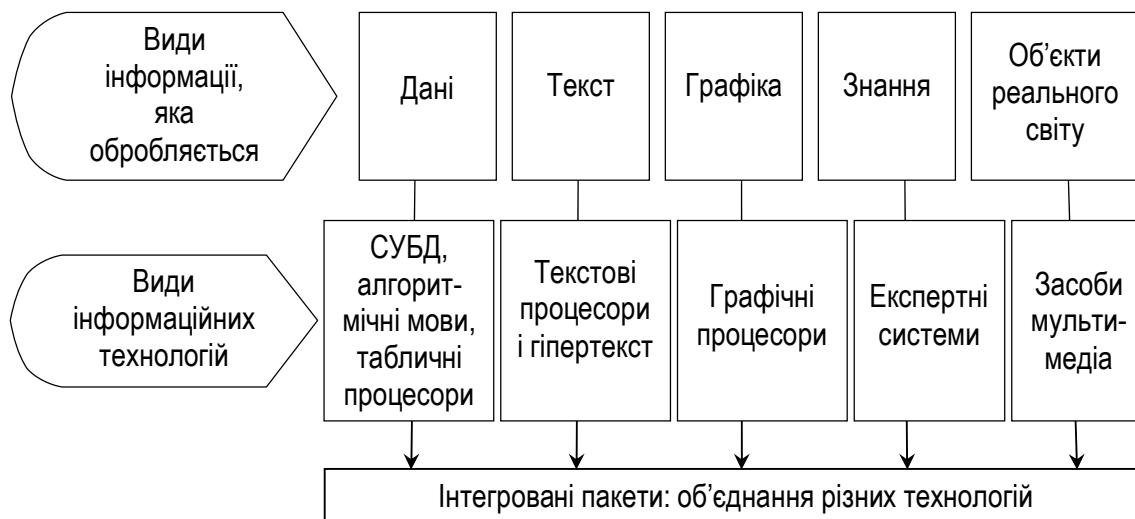 Види
інформації,
яка
обробляється
Дані
Текст
Графіка
Знання
Об’єкти
реального
світу
Види
інформаційних
технологій
СУБД,
алгорит-
мічні мови,
табличні
процесори
Текстові
процесори
і гіпертекст
Графічні
процесори
Експертні
системи
Засоби
мульти-
медіа
Інтегровані пакети: об’єднання різних технологій